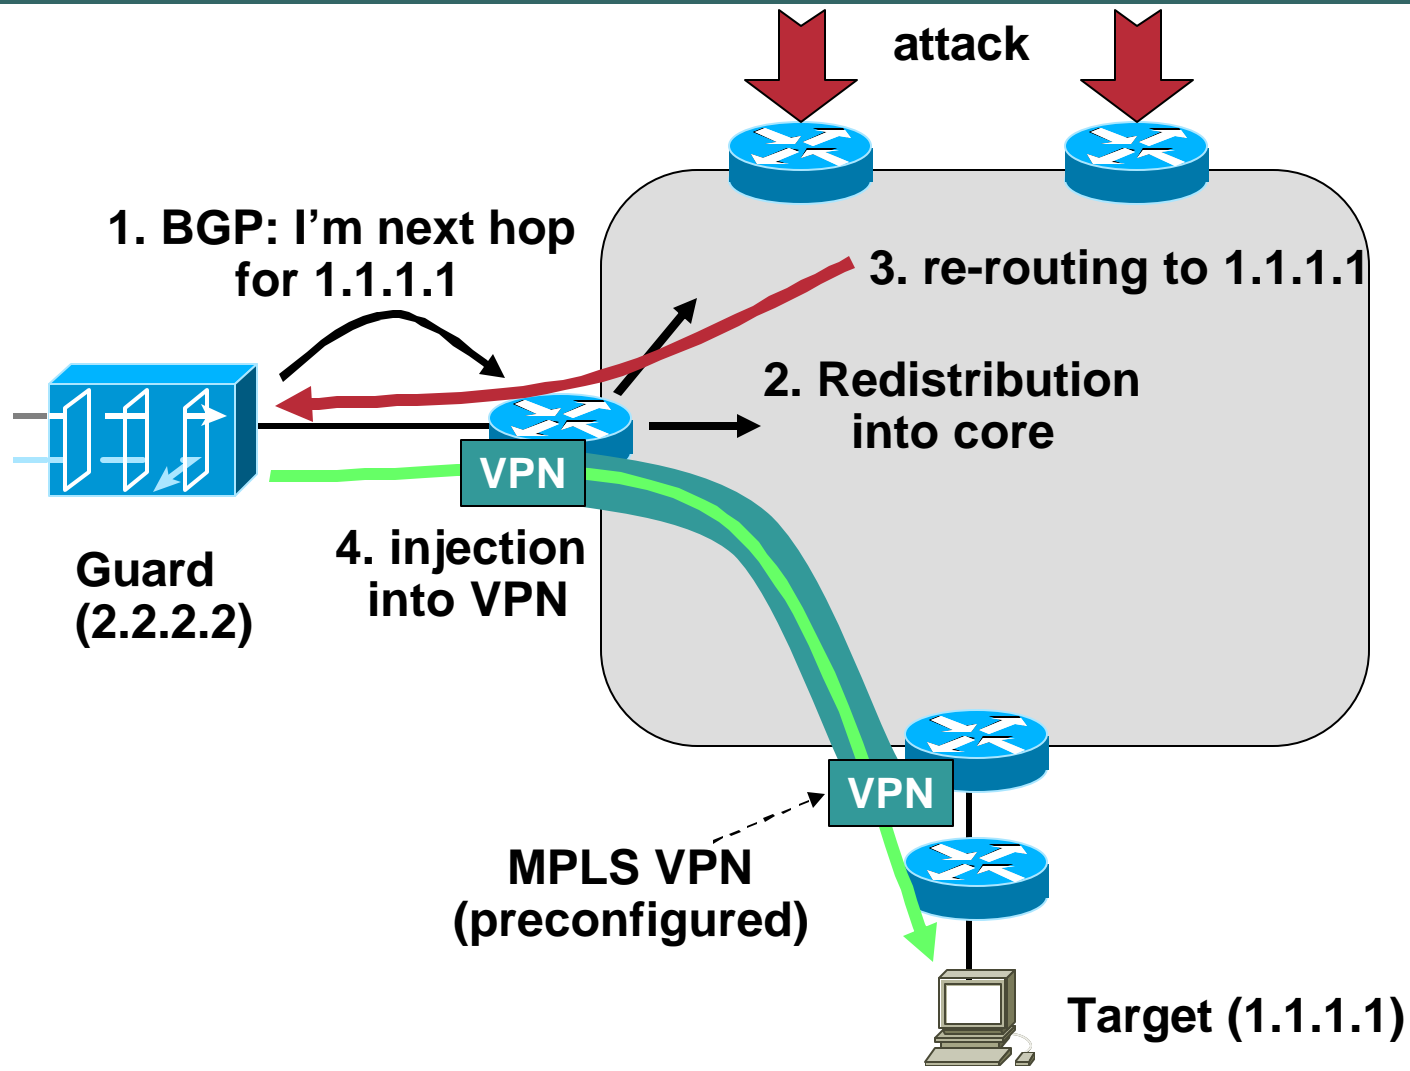 attack
1. BGP: I'm next hop
for 1.1.1.1
3. re-routing to 1.1.1.1
2. Redistribution
into core
VPN
4. injection
into VPN
Guard
(2.2.2.2)
VPN
MPLS VPN
(preconfigured)
Target (1.1.1.1)